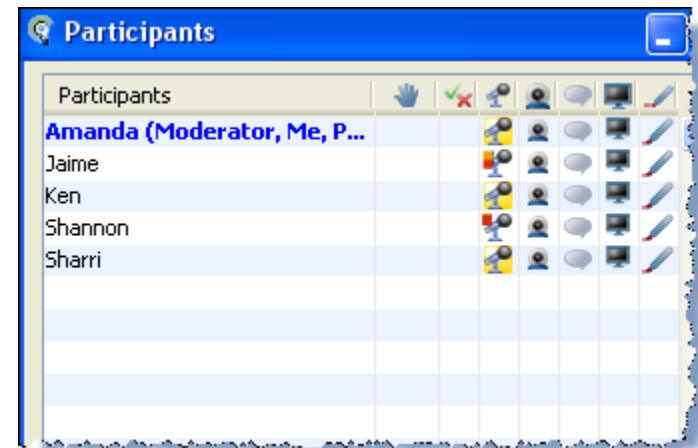 Participants
Participants
Amanda (Moderator, Me, P...
Jaime
Ken
Shannon
Sharri